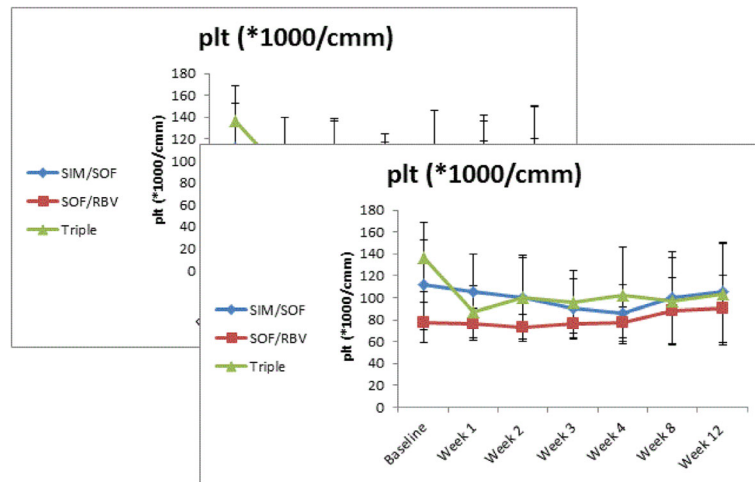 plt (*1000/cmm)
180
160
140
120
100
80
60
40
20
0
plt (*1000/cmm)
SIM/SOF
SOF/RBV
Triple
plt (*1000/cmm)
180
160
140
120
100
80
60
40
20
0
plt (*1000/cmm)
SIM/SOF
SOF/RBV
Triple
Baseline
Week 1
Week 2
Week 3
Week 4
Week 8
Week 12